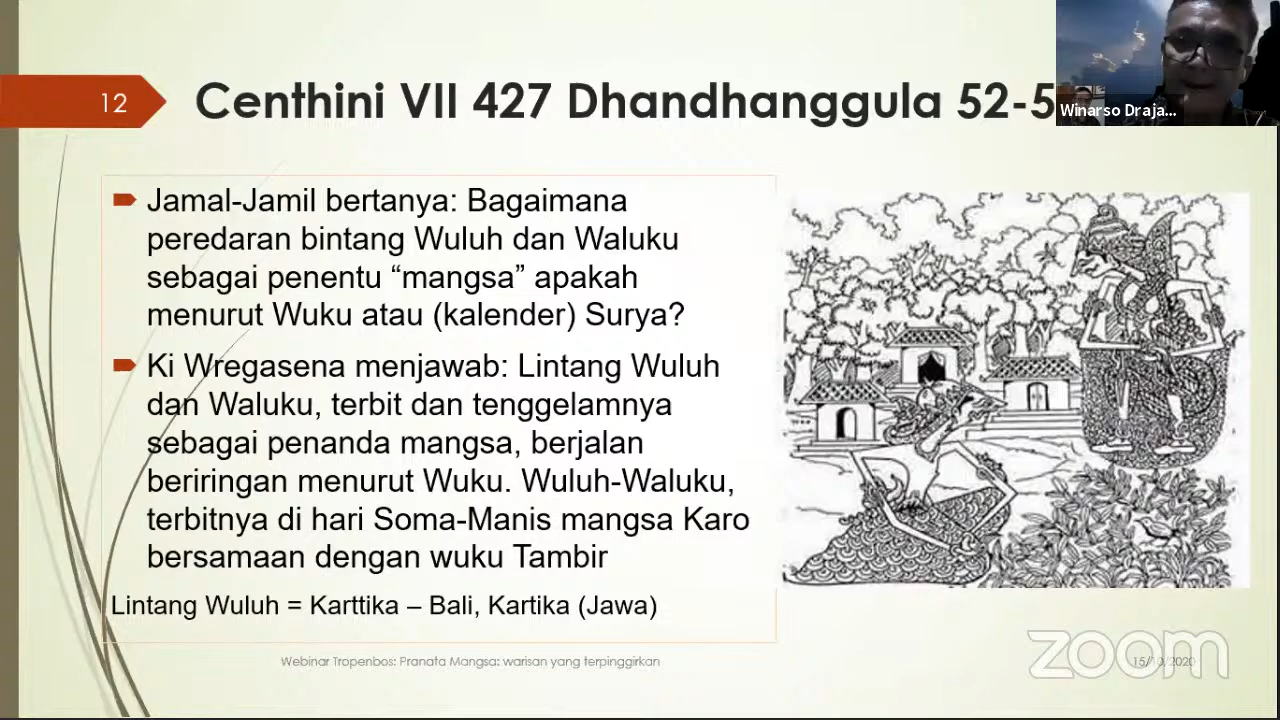 12
Centhini VII 427 Dhandhanggula 52-5
Winarso Draja...
Jamal-Jamil bertanya: Bagaimana
peredaran bintang Wuluh dan Waluku
sebagai penentu “mangsa” apakah
menurut Wuku atau (kalender) Surya?
Ki Wregasena menjawab: Lintang Wuluh
dan Waluku, terbit dan tenggelamnya
sebagai penanda mangsa, berjalan
beriringan menurut Wuku. Wuluh-Waluku,
terbitnya di hari Soma-Manis mangsa Karo
bersamaan dengan wuku Tambir
Lintang Wuluh = Karttika – Bali, Kartika (Jawa)
Webinar Tropenbos: Pranata Mangsa: warisan yang terpinggirkan
15/10/2020
zoom